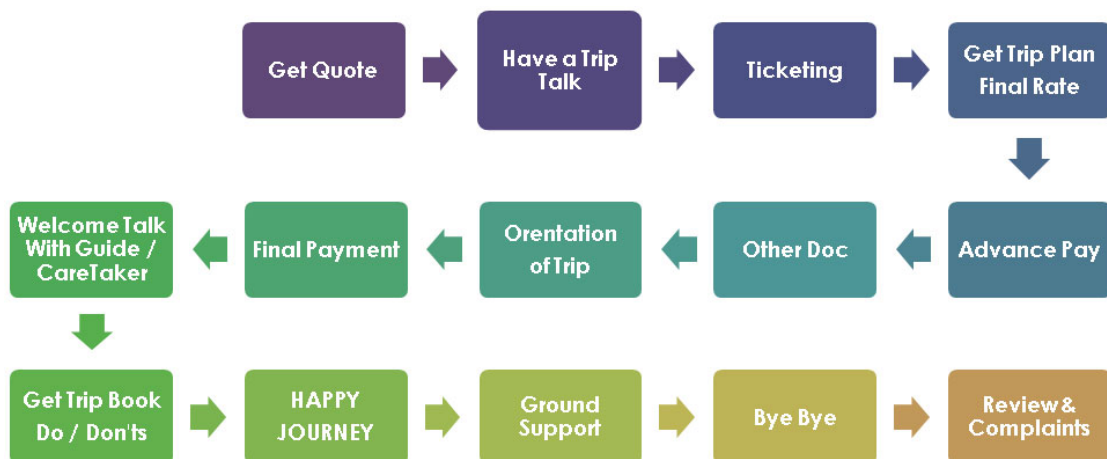 Get Quote
Have a Trip
Talk
Ticketing
Get Trip Plan
Final Rate
Advance Pay
Other Doc
Orentation
of Trip
Final Payment
Welcome Talk
With Guide /
CareTaker
Get Trip Book
Do / Don'ts
HAPPY
JOURNEY
Ground
Support
Bye Bye
Review &
Complaints